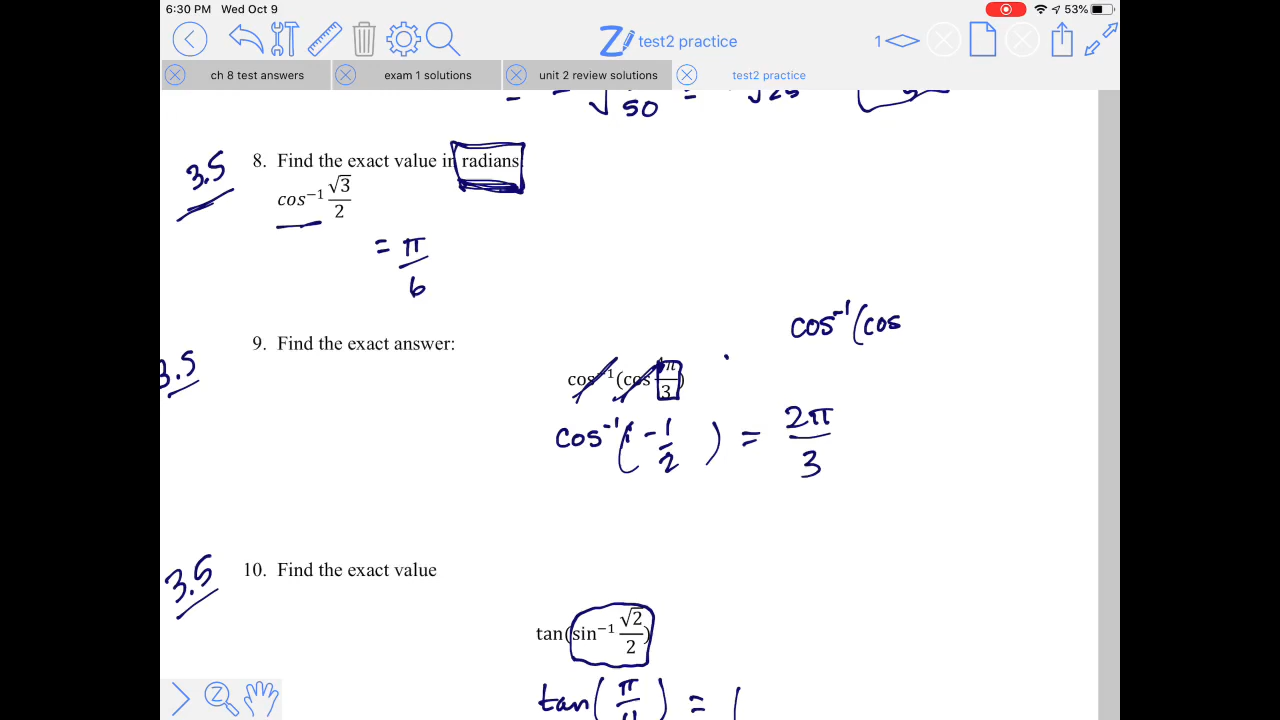 6:30 PM Wed Oct 9
53%
test2 practice
1
ch 8 test answers
exam 1 solutions
unit 2 review solutions
test2 practice
= - √ 50 = √25
3.5
8. Find the exact value in radians.
cos⁻¹ √3/2
= π/6
cos⁻¹(cos
3.5
9. Find the exact answer:
cos⁻¹(cos π/3)
cos⁻¹(-1/2) = 2π/3
3.5
10. Find the exact value
tan(sin⁻¹ √2/2)
tan(π/4) = 1